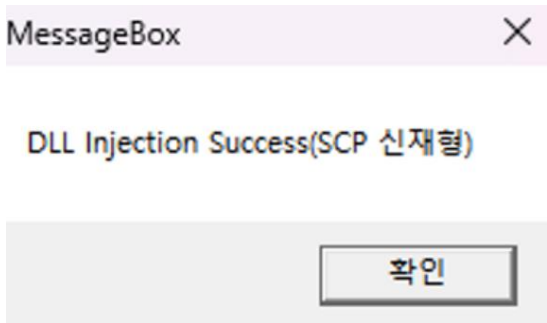 MessageBox
DLL Injection Success(SCP 신재형)
확인